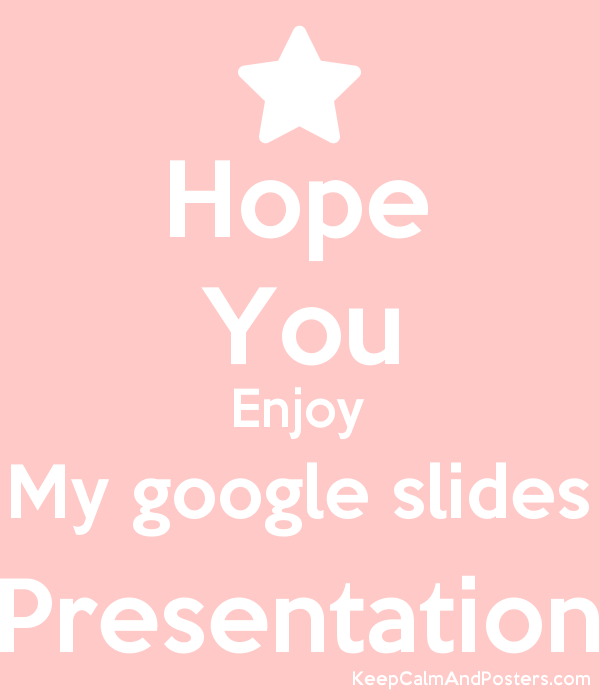 Hope
You
Enjoy
My google slides
Presentation
KeepCalmAndPosters.com